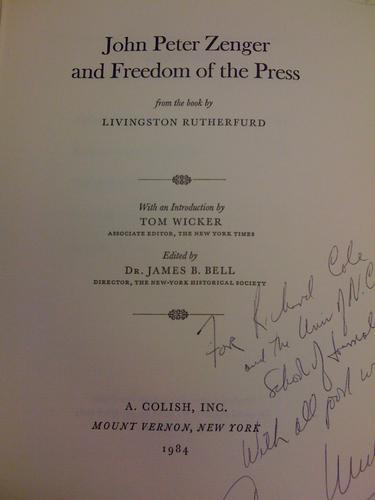 John Peter Zenger
and Freedom of the Press
from the book by
LIVINGSTON RUTHERFURD
With an Introduction by
TOM WICKER
ASSOCIATE EDITOR, THE NEW YORK TIMES
Edited by
DR. JAMES B. BELL
DIRECTOR, THE NEW-YORK HISTORICAL SOCIETY
A. COLISH, INC.
MOUNT VERNON, NEW YORK
1984
For Richard Cole
and the Univ of N.C.
School of Journal
With all good w